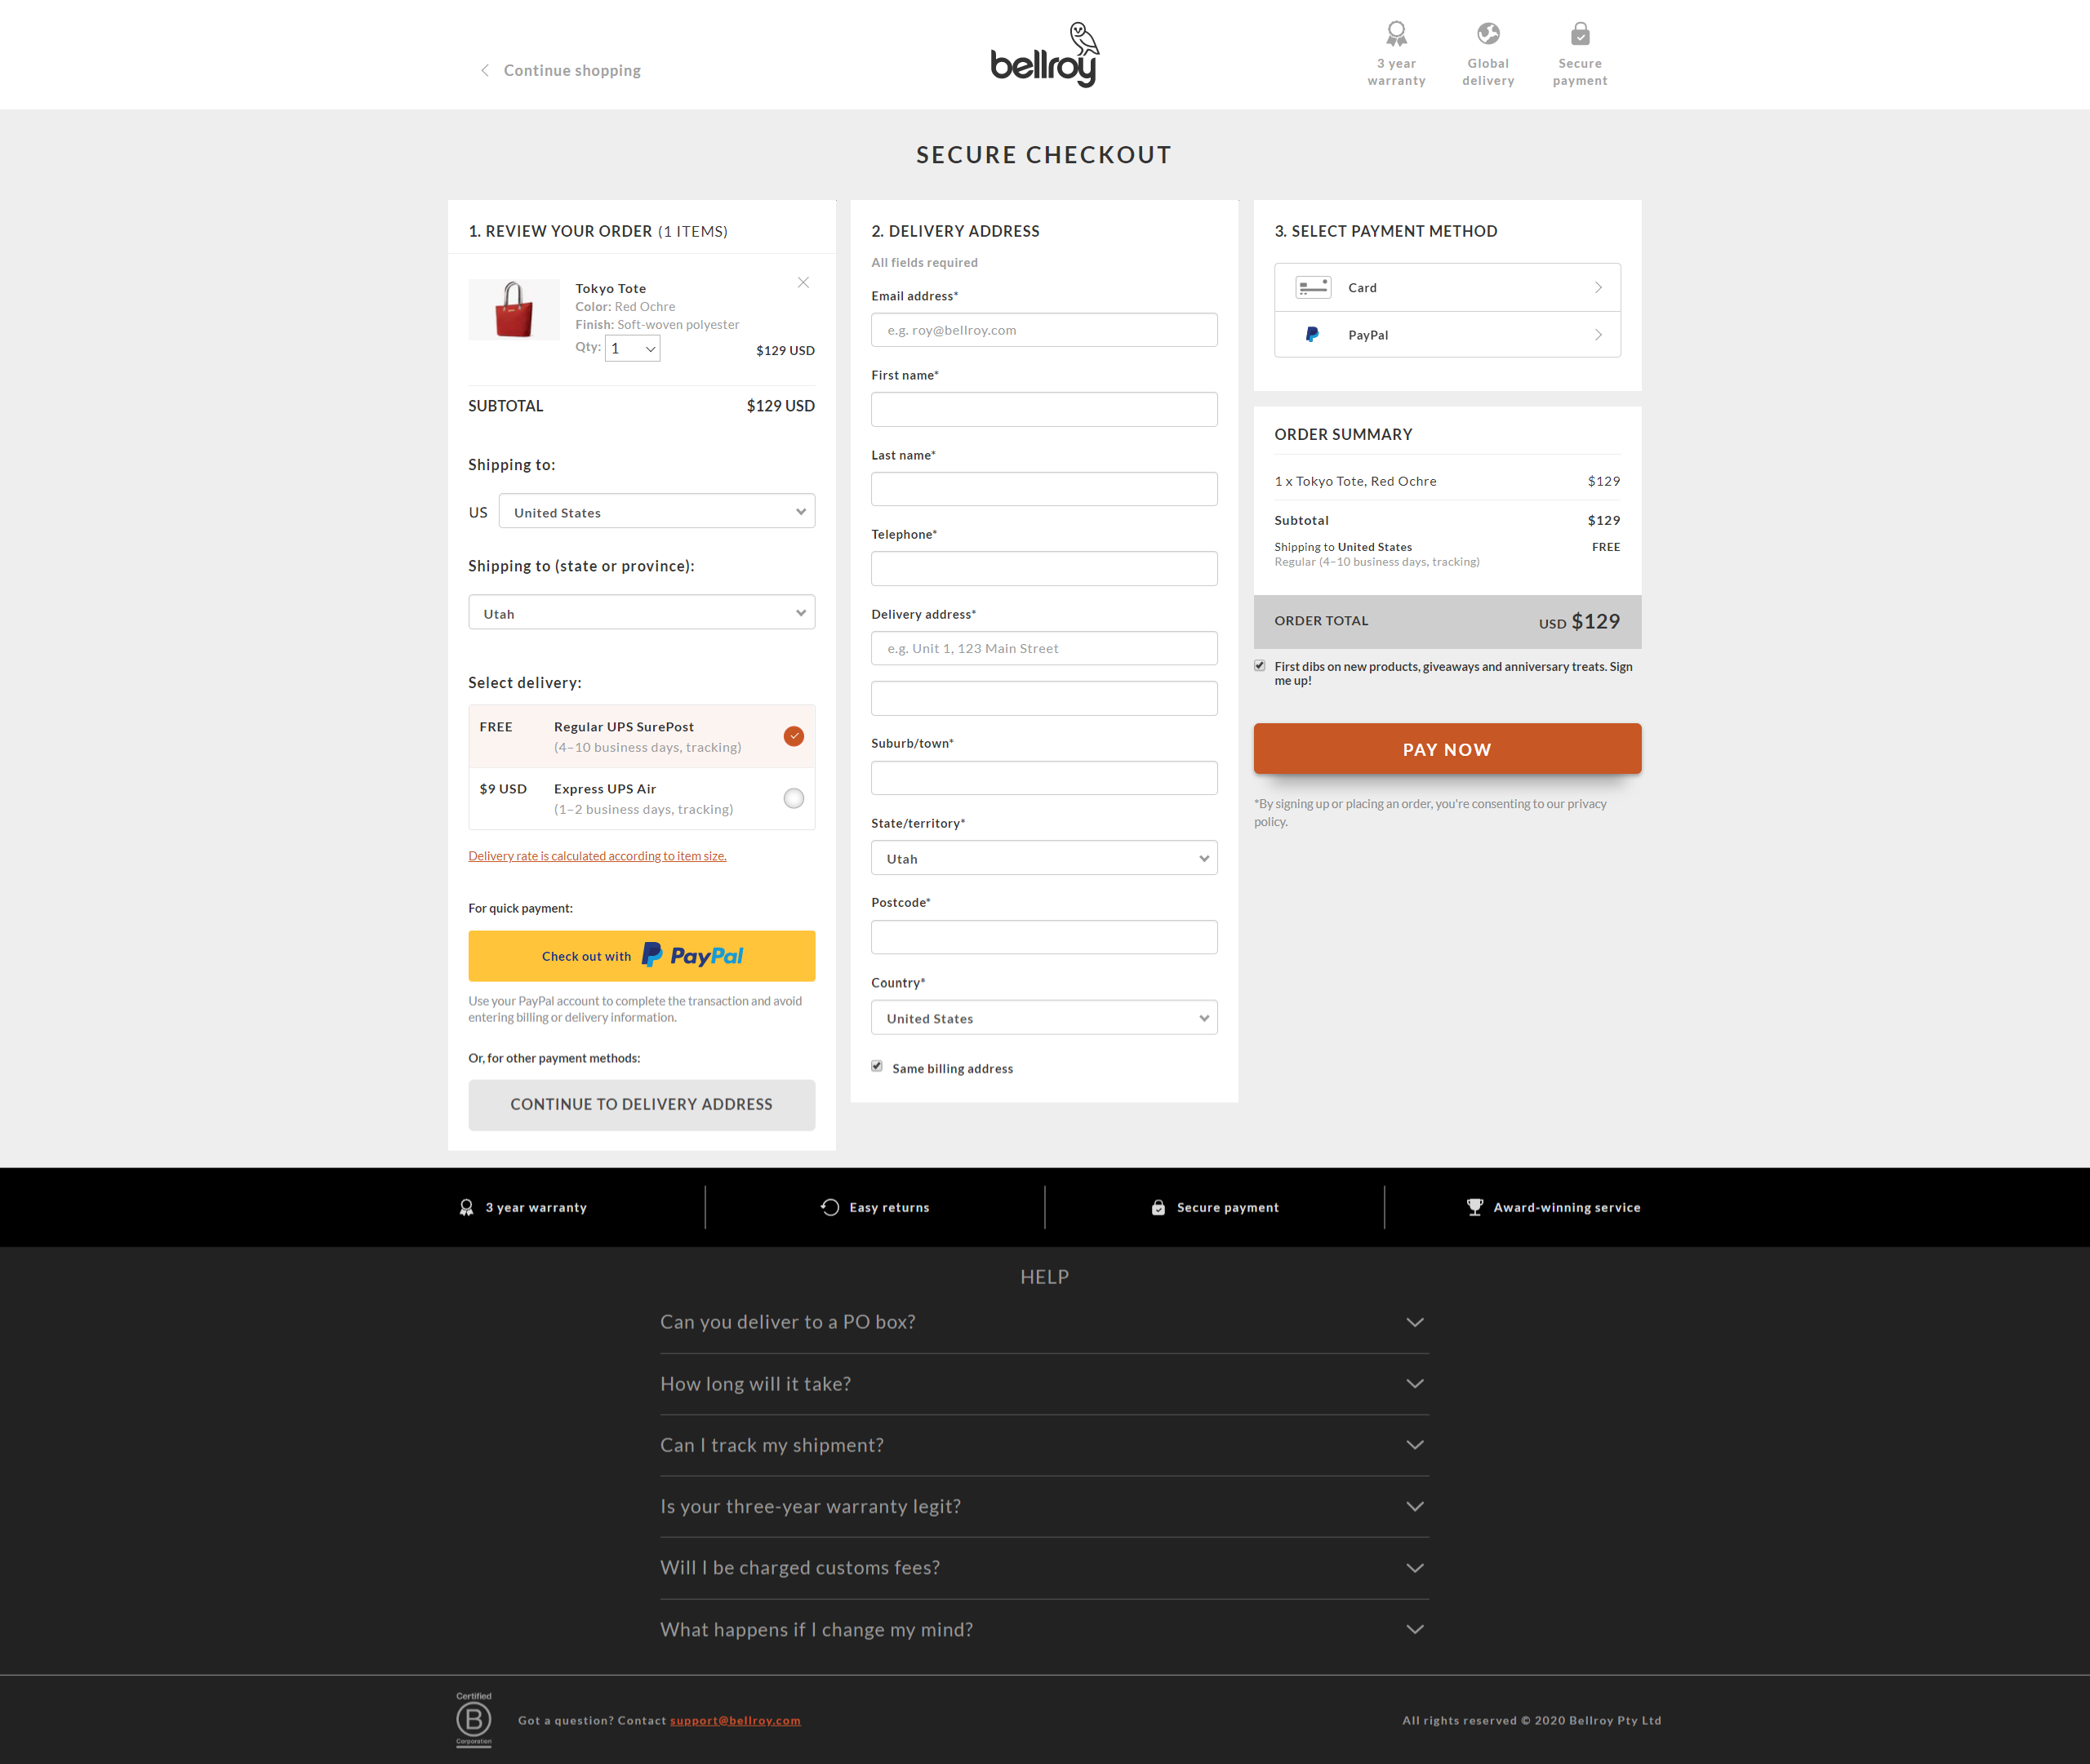 Continue shopping
bellroy
3 year
warranty
Global
delivery
Secure
payment
SECURE CHECKOUT
1. REVIEW YOUR ORDER (1 ITEMS)
Tokyo Tote
Color: Red Ochre
Finish: Soft-woven polyester
Qty: 1
$129 USD
SUBTOTAL $129 USD
Shipping to:
US United States
Shipping to (state or province):
Utah
Select delivery:
FREE Regular UPS SurePost
(4–10 business days, tracking)
$9 USD Express UPS Air
(1–2 business days, tracking)
Delivery rate is calculated according to item size.
For quick payment:
Check out with PayPal
Use your PayPal account to complete the transaction and avoid
entering billing or delivery information.
Or, for other payment methods:
CONTINUE TO DELIVERY ADDRESS
2. DELIVERY ADDRESS
All fields required
Email address*
e.g. roy@bellroy.com
First name*
Last name*
Telephone*
Delivery address*
e.g. Unit 1, 123 Main Street
Suburb/town*
State/territory*
Utah
Postcode*
Country*
United States
Same billing address
3. SELECT PAYMENT METHOD
Card
PayPal
ORDER SUMMARY
1 x Tokyo Tote, Red Ochre $129
Subtotal $129
Shipping to United States FREE
Regular (4–10 business days, tracking)
ORDER TOTAL USD $129
First dibs on new products, giveaways and anniversary treats. Sign
me up!
PAY NOW
*By signing up or placing an order, you're consenting to our privacy
policy.
3 year warranty
Easy returns
Secure payment
Award-winning service
HELP
Can you deliver to a PO box?
How long will it take?
Can I track my shipment?
Is your three-year warranty legit?
Will I be charged customs fees?
What happens if I change my mind?
Certified
B
Corporation
Got a question? Contact support@bellroy.com
All rights reserved © 2020 Bellroy Pty Ltd